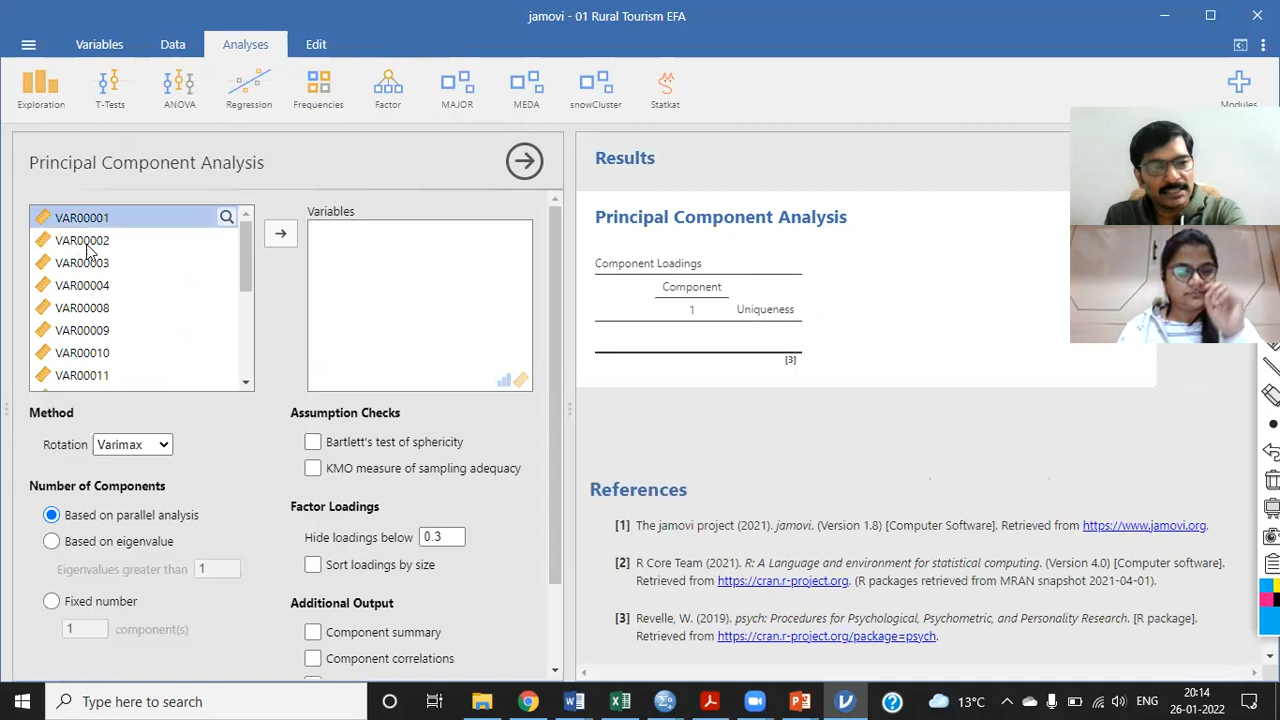 jamovi - 01 Rural Tourism EFA
Variables
Data
Analyses
Edit
Exploration
T-Tests
ANOVA
Regression
Frequencies
Factor
MAJOR
MEDA
snowCluster
Statkat
Modules
Principal Component Analysis
VAR00001
VAR00002
VAR00003
VAR00004
VAR00008
VAR00009
VAR00010
VAR00011
Variables
Method
Rotation Varimax
Number of Components
Based on parallel analysis
Based on eigenvalue
Eigenvalues greater than 1
Fixed number
1 component(s)
Assumption Checks
Bartlett's test of sphericity
KMO measure of sampling adequacy
Factor Loadings
Hide loadings below 0.3
Sort loadings by size
Additional Output
Component summary
Component correlations
Results
Principal Component Analysis
Component Loadings
Component
1 Uniqueness
[3]
References
[1] The jamovi project (2021). jamovi. (Version 1.8) [Computer Software]. Retrieved from https://www.jamovi.org.
[2] R Core Team (2021). R: A Language and environment for statistical computing. (Version 4.0) [Computer software].
Retrieved from https://cran.r-project.org. (R packages retrieved from MRAN snapshot 2021-04-01).
[3] Revelle, W. (2019). psych: Procedures for Psychological, Psychometric, and Personality Research. [R package].
Retrieved from https://cran.r-project.org/package=psych.
Type here to search
13°C
ENG
20:14
26-01-2022